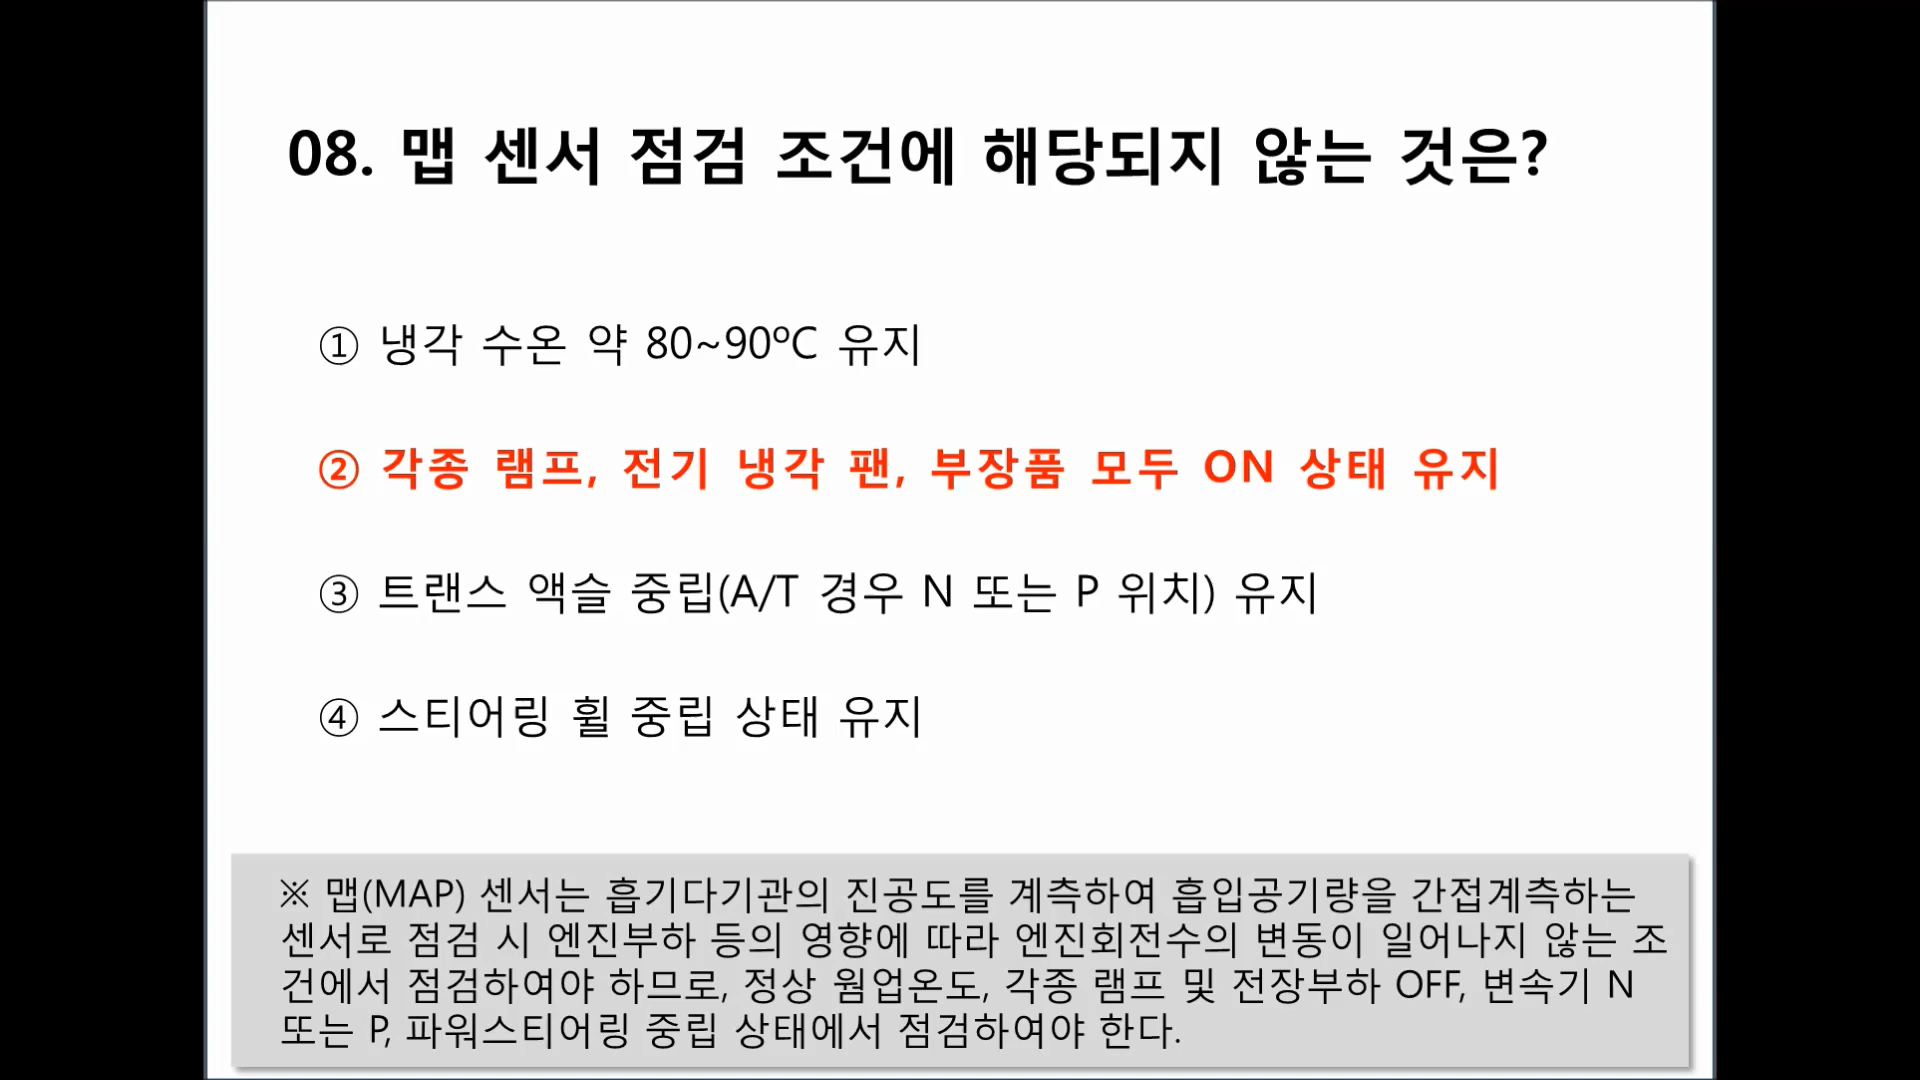 08. 맵 센서 점검 조건에 해당되지 않는 것은?
① 냉각 수온 약 80~90ºC 유지
② 각종 램프, 전기 냉각 팬, 부장품 모두 ON 상태 유지
③ 트랜스 액슬 중립(A/T 경우 N 또는 P 위치) 유지
④ 스티어링 휠 중립 상태 유지
※ 맵(MAP) 센서는 흡기다기관의 진공도를 계측하여 흡입공기량을 간접계측하는
센서로 점검 시 엔진부하 등의 영향에 따라 엔진회전수의 변동이 일어나지 않는 조
건에서 점검하여야 하므로, 정상 웜업온도, 각종 램프 및 전장부하 OFF, 변속기 N
또는 P, 파워스티어링 중립 상태에서 점검하여야 한다.